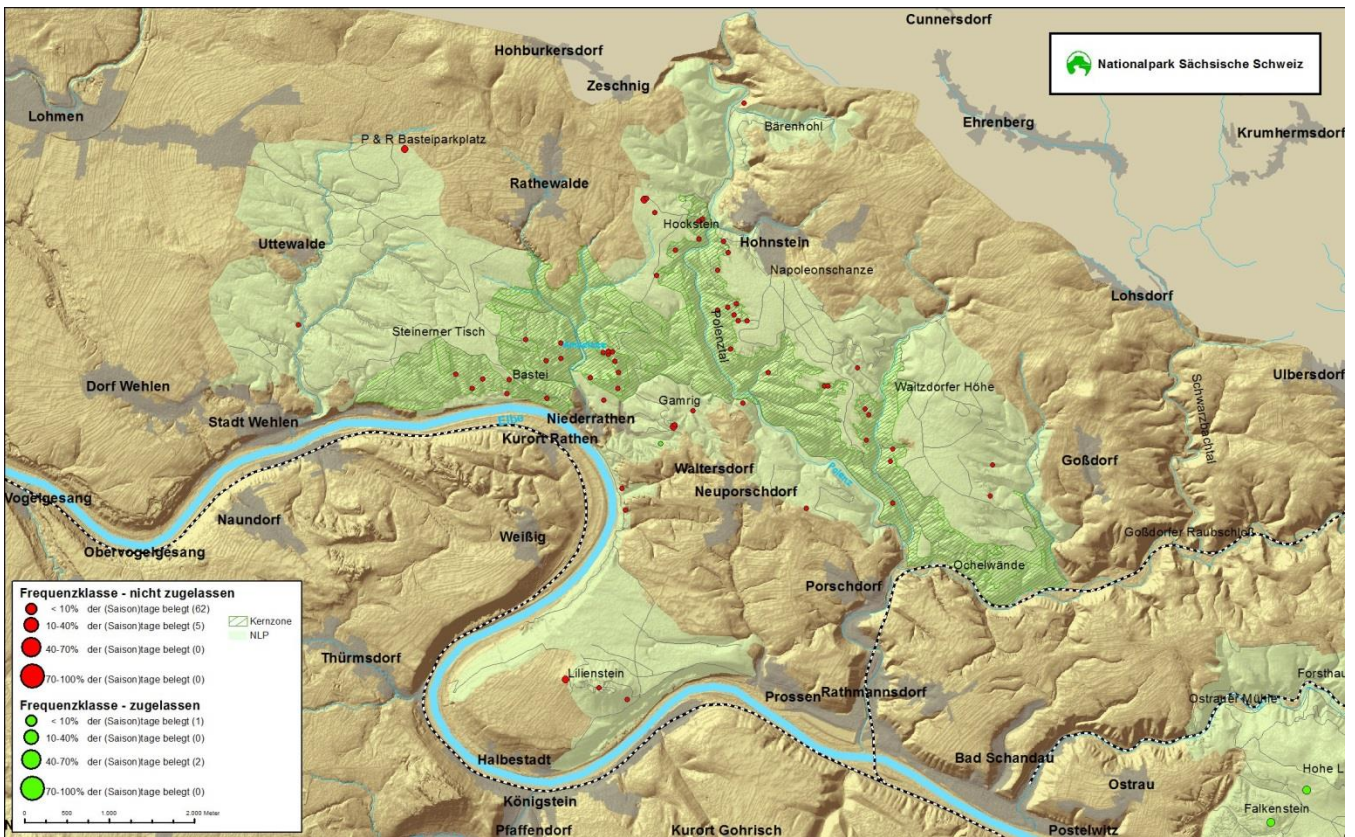 Cunnersdorf
Hohburkersdorf
Nationalpark Sächsische Schweiz
Zeschnig
Lohmen
Ehrenberg
Krumhermsdorf
Bärenhohl
P & R Basteiparkplatz
Rathewalde
Hockstein
Hohnstein
Uttewalde
Napoleonschanze
Lohsdorf
Steinerner Tisch
Polenztal
Bastei
Dorf Wehlen
Waitzdorfer Höhe
Ulbersdorf
Schwarzbachtal
Gamrig
Stadt Wehlen
Elbe
Niederrathen
Kurort Rathen
Waltersdorf
Goßdorf
Polenz
Neuporschdorf
Vogelgesang
Naundorf
Weißig
Goßdorfer Raubschloß
Obervogelgesang
Ochelwände
Porschdorf
Frequenzklasse - nicht zugelassen
< 10% der (Saison)tage belegt (62)
10-40% der (Saison)tage belegt (5)
40-70% der (Saison)tage belegt (0)
70-100% der (Saison)tage belegt (0)
Kernzone
NLP
Frequenzklasse - zugelassen
< 10% der (Saison)tage belegt (1)
10-40% der (Saison)tage belegt (0)
40-70% der (Saison)tage belegt (2)
70-100% der (Saison)tage belegt (0)
0 500 1.000 2.000 Meter
Thürmsdorf
Lilienstein
Forsthau
Prossen
Rathmannsdorf
Ostrauer Mühle
Halbestadt
Bad Schandau
Hohe L
Ostrau
Königstein
Falkenstein
Pfaffendorf
Kurort Gohrisch
Postelwitz